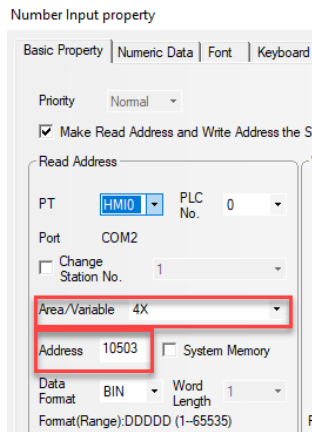 Number Input property
Basic Property Numeric Data Font Keyboard
Priority Normal
Make Read Address and Write Address the S
Read Address
PT HMI0 PLC No. 0
Port COM2
Change Station No. 1
Area/Variable 4X
Address 10503 System Memory
Data Format BIN Word Length 1
Format(Range):DDDDD (1--65535)